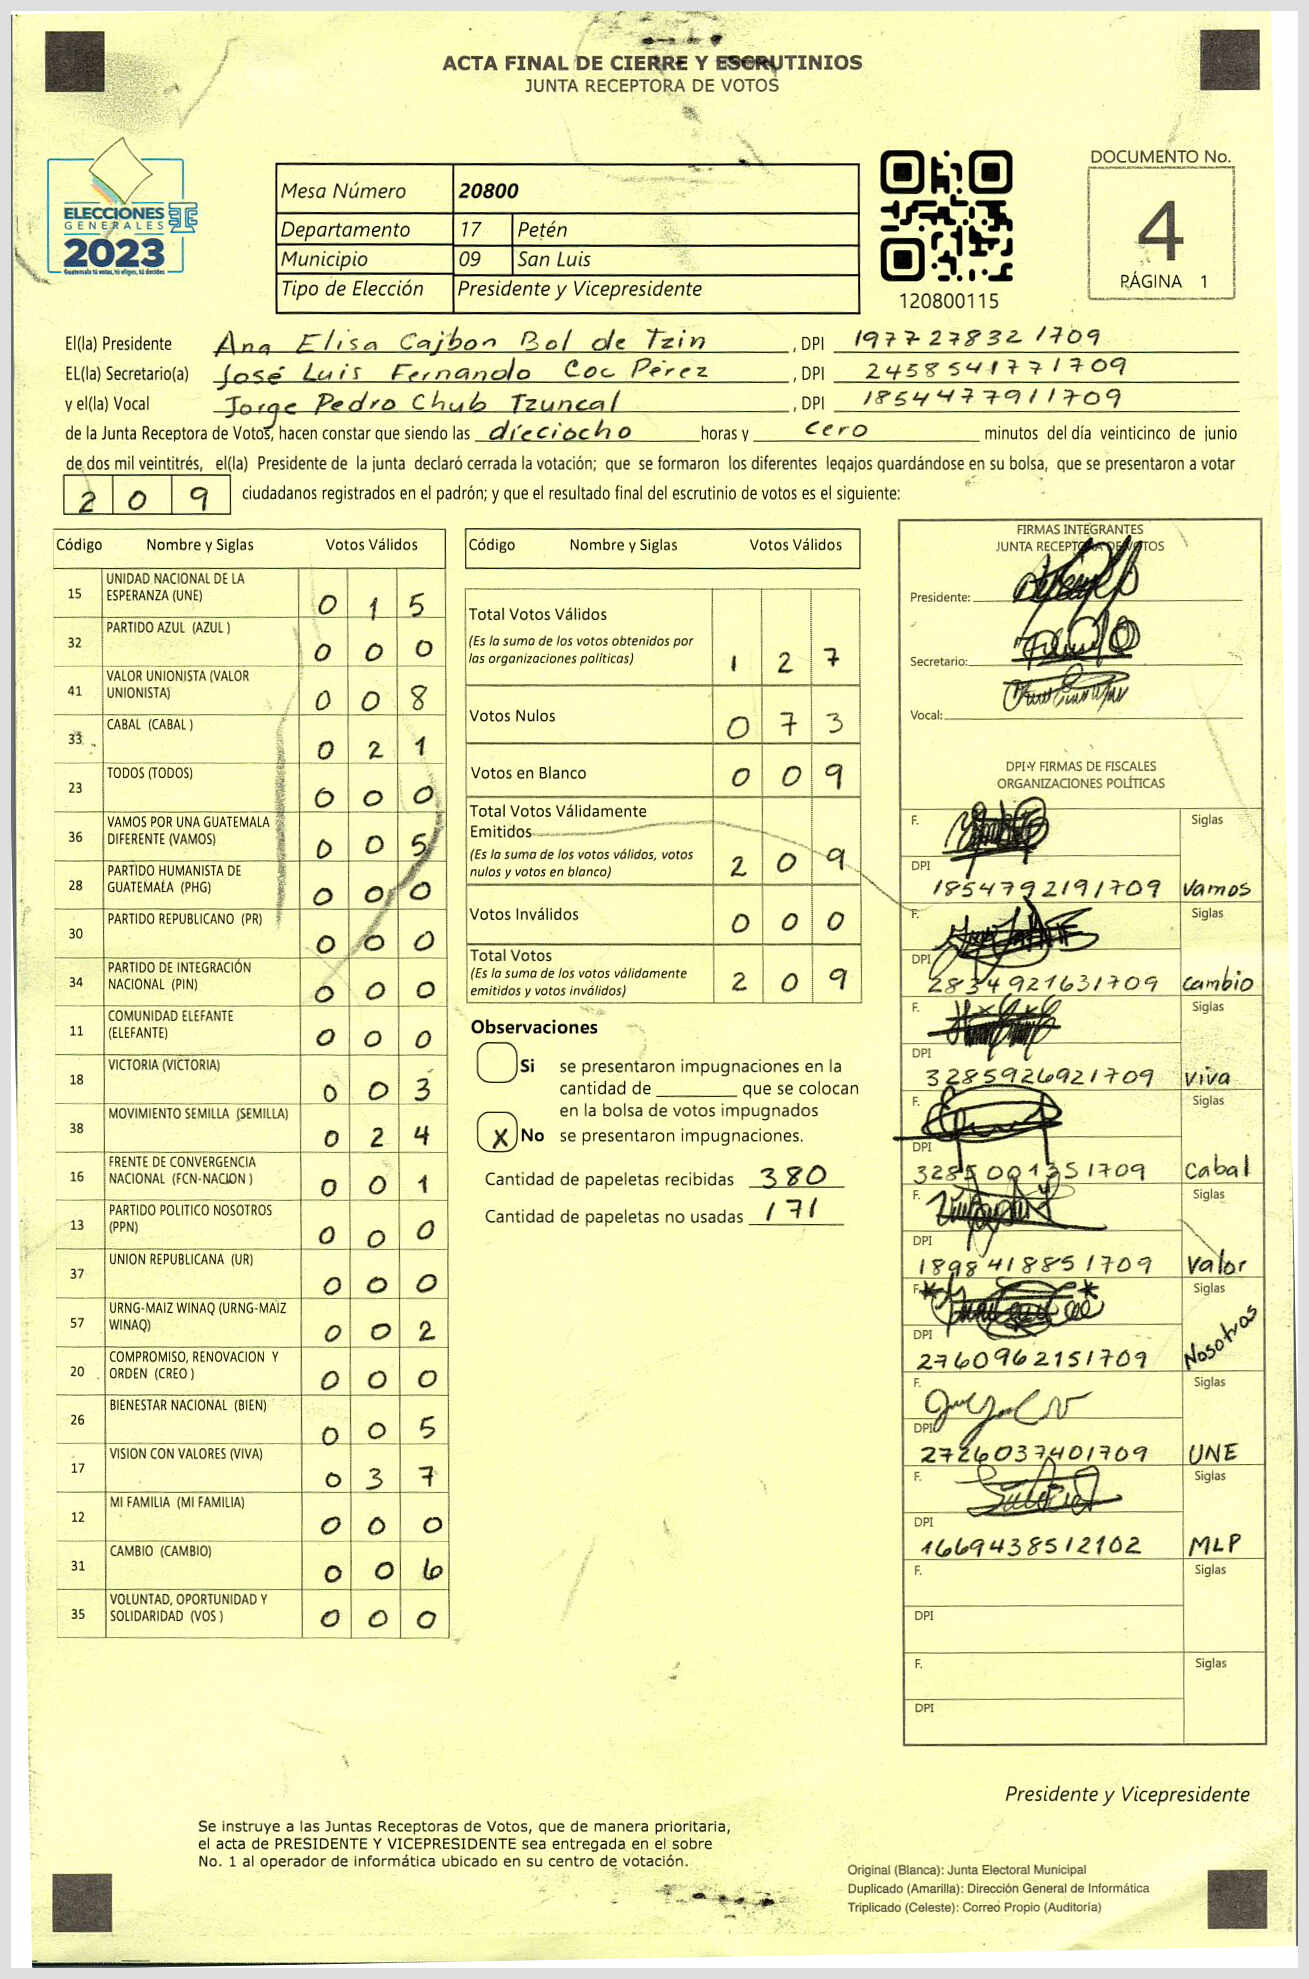 ACTA FINAL DE CIERRE Y ESCRUTINIOS
JUNTA RECEPTORA DE VOTOS
ELECCIONES
GENERALES
2023
Guatemala tú votas, tú eliges, tú decides
Mesa Número 20800
Departamento 17 Petén
Municipio 09 San Luis
Tipo de Elección Presidente y Vicepresidente
120800115
DOCUMENTO No.
4
PÁGINA 1
El(la) Presidente Ana Elisa Cajbon Bol de Tzin , DPI 1977278321709
EL(la) Secretario(a) José Luis Fernando Coc Pérez , DPI 2458541771709
y el(la) Vocal Jorge Pedro Chub Tzuncal , DPI 1854477911709
de la Junta Receptora de Votos, hacen constar que siendo las dieciocho horas y cero minutos del día veinticinco de junio
de dos mil veintitrés, el(la) Presidente de la junta declaró cerrada la votación; que se formaron los diferentes legajos guardándose en su bolsa, que se presentaron a votar
209 ciudadanos registrados en el padrón; y que el resultado final del escrutinio de votos es el siguiente:
Código Nombre y Siglas Votos Válidos
15 UNIDAD NACIONAL DE LA
ESPERANZA (UNE) 0 1 5
32 PARTIDO AZUL (AZUL ) 0 0 0
41 VALOR UNIONISTA (VALOR
UNIONISTA) 0 0 8
33 CABAL (CABAL ) 0 2 1
23 TODOS (TODOS) 0 0 0
36 VAMOS POR UNA GUATEMALA
DIFERENTE (VAMOS) 0 0 5
28 PARTIDO HUMANISTA DE
GUATEMALA (PHG) 0 0 0
30 PARTIDO REPUBLICANO (PR) 0 0 0
34 PARTIDO DE INTEGRACIÓN
NACIONAL (PIN) 0 0 0
11 COMUNIDAD ELEFANTE
(ELEFANTE) 0 0 0
18 VICTORIA (VICTORIA) 0 0 3
38 MOVIMIENTO SEMILLA (SEMILLA) 0 2 4
16 FRENTE DE CONVERGENCIA
NACIONAL (FCN-NACION ) 0 0 1
13 PARTIDO POLITICO NOSOTROS
(PPN) 0 0 0
37 UNION REPUBLICANA (UR) 0 0 0
57 URNG-MAIZ WINAQ (URNG-MAIZ
WINAQ) 0 0 2
20 COMPROMISO, RENOVACION Y
ORDEN (CREO ) 0 0 0
26 BIENESTAR NACIONAL (BIEN) 0 0 5
17 VISION CON VALORES (VIVA) 0 3 7
12 MI FAMILIA (MI FAMILIA) 0 0 0
31 CAMBIO (CAMBIO) 0 0 6
35 VOLUNTAD, OPORTUNIDAD Y
SOLIDARIDAD (VOS ) 0 0 0
Código Nombre y Siglas Votos Válidos
Total Votos Válidos
(Es la suma de los votos obtenidos por
las organizaciones políticas) 1 2 7
Votos Nulos 0 7 3
Votos en Blanco 0 0 9
Total Votos Válidamente
Emitidos
(Es la suma de los votos válidos, votos
nulos y votos en blanco) 2 0 9
Votos Inválidos 0 0 0
Total Votos
(Es la suma de los votos válidamente
emitidos y votos inválidos) 2 0 9
Observaciones
Si se presentaron impugnaciones en la
cantidad de ________ que se colocan
en la bolsa de votos impugnados
X No se presentaron impugnaciones.
Cantidad de papeletas recibidas 380
Cantidad de papeletas no usadas 171
FIRMAS INTEGRANTES
JUNTA RECEPTORA DE VOTOS
Presidente:
Secretario:
Vocal:
DPI Y FIRMAS DE FISCALES
ORGANIZACIONES POLÍTICAS
F. Siglas
DPI 1854792191709 Vamos
F. Siglas
DPI 2834921631709 Cambio
F. Siglas
DPI 3285926921709 viva
F. Siglas
DPI 3285001351709 Cabal
F. Siglas
DPI 1898418851709 Valor
F. Siglas
DPI 2760962151709 Nosotros
F. Siglas
DPI 2726037401709 UNE
F. Siglas
DPI 1669438512102 MLP
F. Siglas
DPI
F. Siglas
DPI
Presidente y Vicepresidente
Se instruye a las Juntas Receptoras de Votos, que de manera prioritaria,
el acta de PRESIDENTE Y VICEPRESIDENTE sea entregada en el sobre
No. 1 al operador de informática ubicado en su centro de votación.
Original (Blanca): Junta Electoral Municipal
Duplicado (Amarilla): Dirección General de Informática
Triplicado (Celeste): Correo Propio (Auditoría)